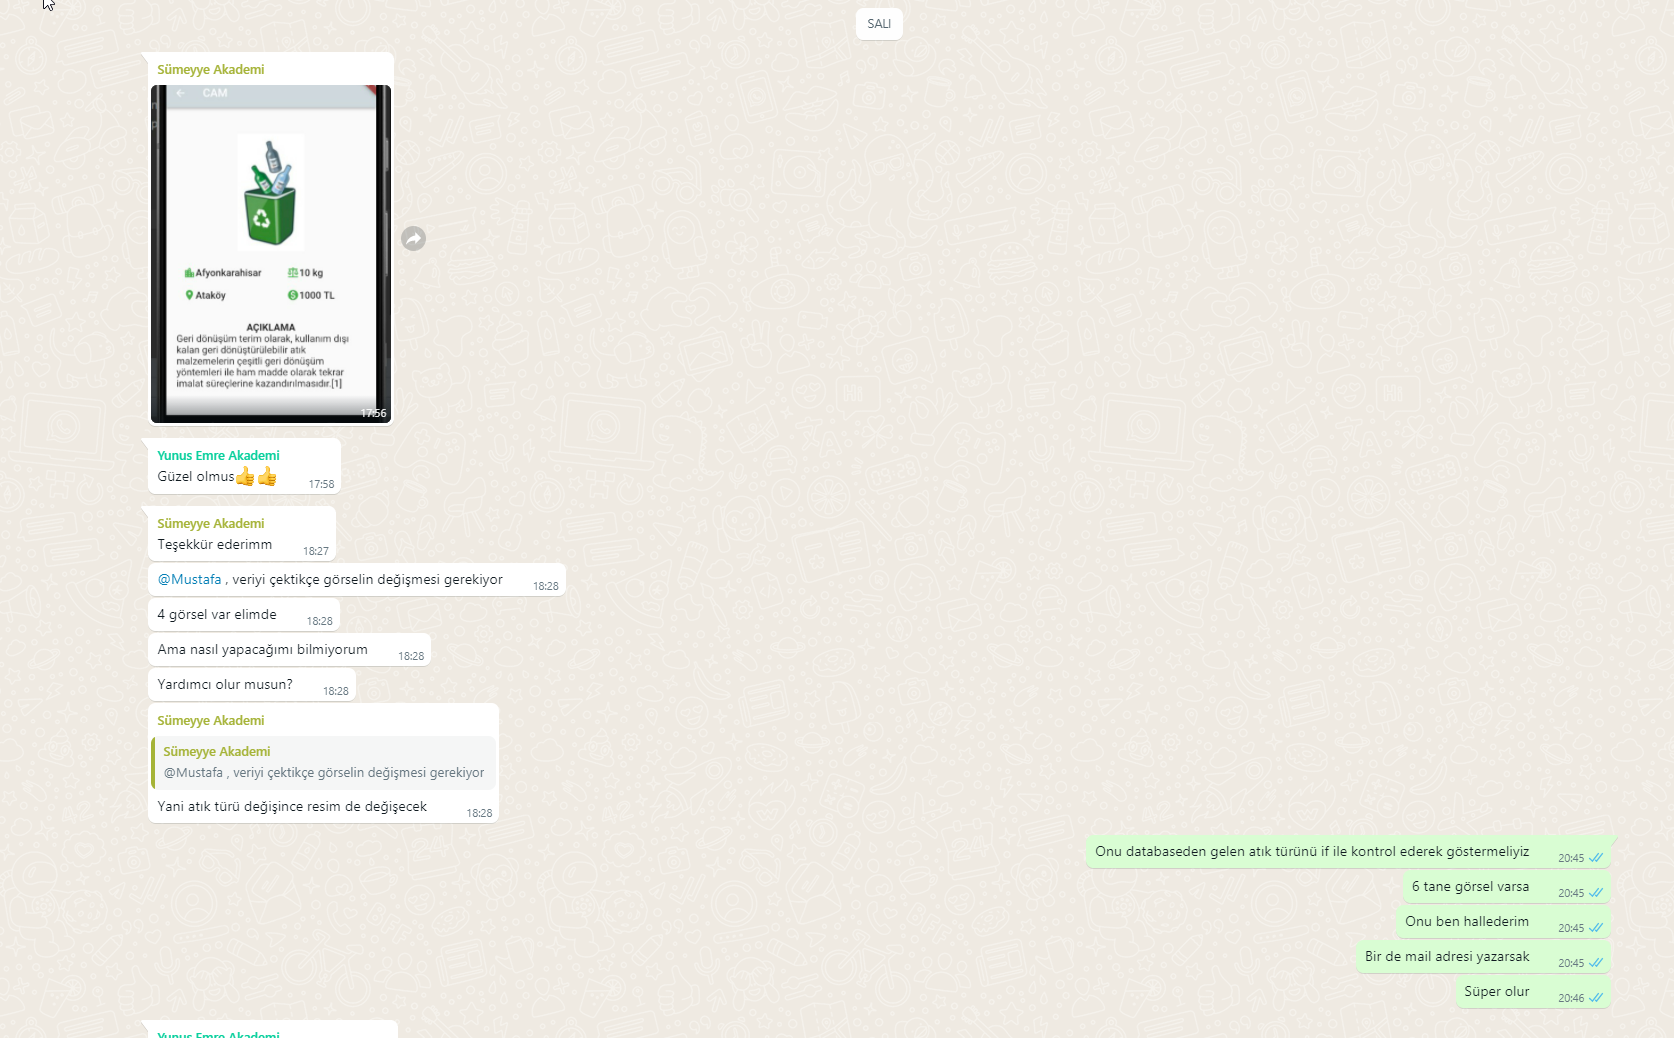 SALI
Sümeyye Akademi
CAM
Afyonkarahisar
10 kg
Ataköy
1000 TL
AÇIKLAMA
Geri dönüşüm terim olarak, kullanım dışı
kalan geri dönüştürülebilir atık
malzemelerin çeşitli geri dönüşüm
yöntemleri ile ham madde olarak tekrar
imalat süreçlerine kazandırılmasıdır.[1]
17:56
Yunus Emre Akademi
Güzel olmus👍👍
17:58
Sümeyye Akademi
Teşekkür ederimm
18:27
@Mustafa , veriyi çektikçe görselin değişmesi gerekiyor
18:28
4 görsel var elimde
18:28
Ama nasıl yapacağımı bilmiyorum
18:28
Yardımcı olur musun?
18:28
Sümeyye Akademi
Sümeyye Akademi
@Mustafa , veriyi çektikçe görselin değişmesi gerekiyor
Yani atık türü değişince resim de değişecek
18:28
Onu databaseden gelen atık türünü if ile kontrol ederek göstermeliyiz
20:45
6 tane görsel varsa
20:45
Onu ben hallederim
20:45
Bir de mail adresi yazarsak
20:45
Süper olur
20:46
Yunus Emre Akademi